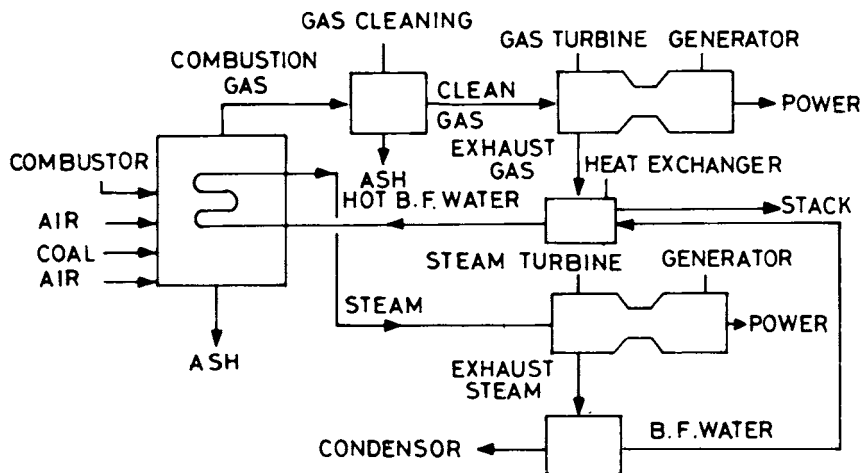 GAS CLEANING
GAS TURBINE
GENERATOR
COMBUSTION
GAS
CLEAN
GAS
POWER
COMBUSTOR
ASH
EXHAUST
GAS
HEAT EXCHANGER
HOT B.F. WATER
STACK
AIR
COAL
AIR
STEAM TURBINE
GENERATOR
STEAM
POWER
ASH
EXHAUST
STEAM
CONDENSOR
B.F. WATER